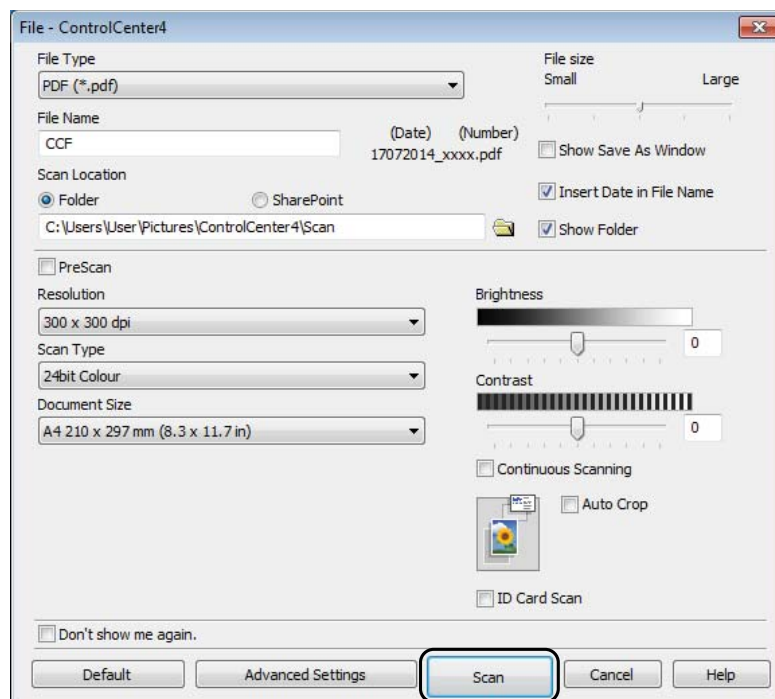 File - ControlCenter4
File Type
PDF (*.pdf)
File Name
CCF
(Date) (Number)
17072014_xxxx.pdf
Scan Location
Folder SharePoint
C:\Users\User\Pictures\ControlCenter4\Scan
File size
Small Large
Show Save As Window
Insert Date in File Name
Show Folder
PreScan
Resolution
300 x 300 dpi
Scan Type
24bit Colour
Document Size
A4 210 x 297 mm (8.3 x 11.7 in)
Brightness
0
Contrast
0
Continuous Scanning
Auto Crop
ID Card Scan
Don't show me again.
Default Advanced Settings Scan Cancel Help